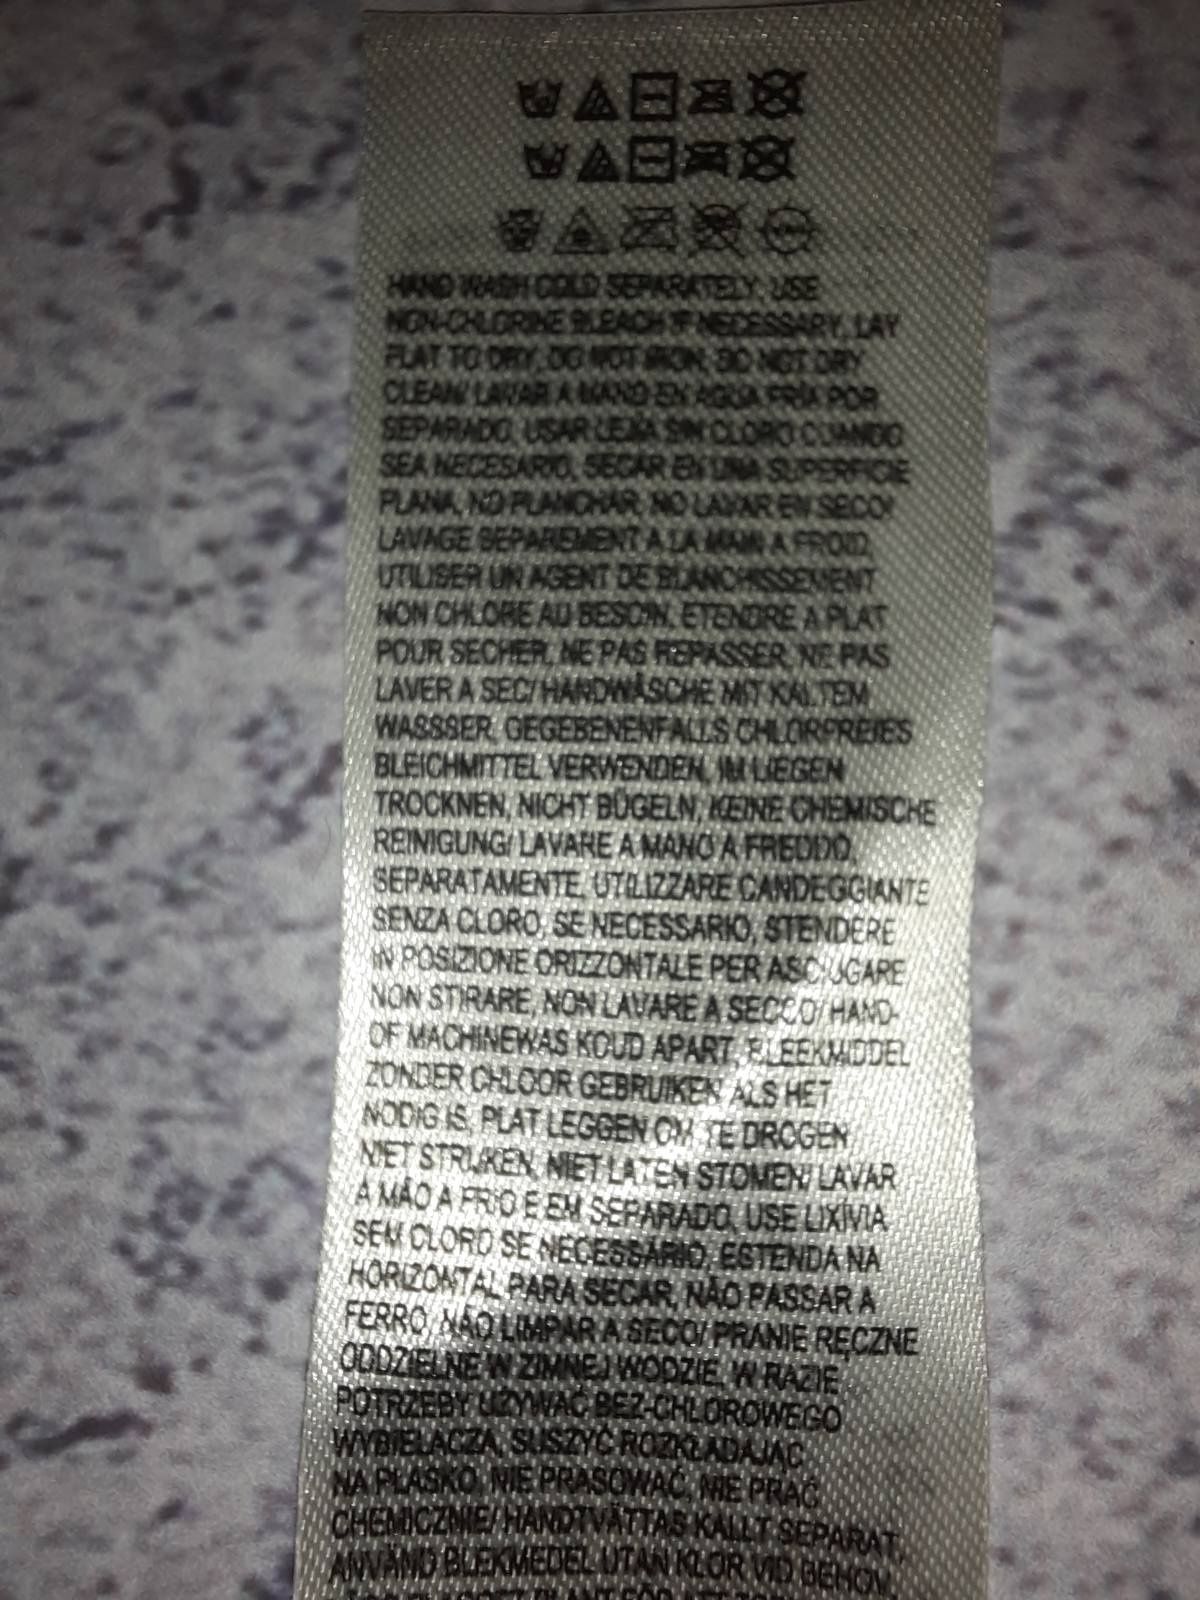 HAND WASH COLD SEPARATELY, USE
NON-CHLORINE BLEACH IF NECESSARY, LAY
FLAT TO DRY, DO NOT IRON, DO NOT DRY
CLEAN/ LAVAR A MANO EN AGUA FRÍA POR
SEPARADO, USAR LEJÍA SIN CLORO CUANDO
SEA NECESARIO, SECAR EN UNA SUPERFICIE
PLANA, NO PLANCHAR, NO LAVAR EN SECO/
LAVAGE SEPAREMENT A LA MAIN A FROID,
UTILISER UN AGENT DE BLANCHISSEMENT
NON CHLORE AU BESOIN, ETENDRE A PLAT
POUR SECHER, NE PAS REPASSER, NE PAS
LAVER A SEC/ HANDWÄSCHE MIT KALTEM
WASSSER, GEGEBENENFALLS CHLORFREIES
BLEICHMITTEL VERWENDEN, IM LIEGEN
TROCKNEN, NICHT BÜGELN, KEINE CHEMISCHE
REINIGUNG/ LAVARE A MANO A FREDDO,
SEPARATAMENTE, UTILIZZARE CANDEGGIANTE
SENZA CLORO, SE NECESSARIO, STENDERE
IN POSIZIONE ORIZZONTALE PER ASCIUGARE
NON STIRARE, NON LAVARE A SECCO/ HAND-
OF MACHINEWAS KOUD APART, BLEEKMIDDEL
ZONDER CHLOOR GEBRUIKEN ALS HET
NODIG IS, PLAT LEGGEN OM TE DROGEN
NIET STRIJKEN, NIET LATEN STOMEN/ LAVAR
A MÃO A FRIO E EM SEPARADO, USE LIXÍVIA
SEM CLORO SE NECESSARIO, ESTENDA NA
HORIZONTAL PARA SECAR, NÃO PASSAR A
FERRO, NÃO LIMPAR A SECO/ PRANIE RĘCZNE
ODDZIELNE W ZIMNEJ WODZIE, W RAZIE
POTRZEBY UŻYWAĆ BEZ-CHLOROWEGO
WYBIELACZA, SUSZYĆ ROZKŁADAJĄC
NA PŁASKO, NIE PRASOWAĆ, NIE PRAĆ
CHEMICZNIE/ HANDTVÄTTAS KALLT SEPARAT,
ANVÄND BLEKMEDEL UTAN KLOR VID BEHOV,